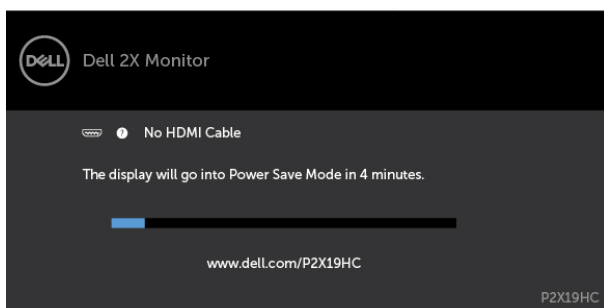 DELL
Dell 2X Monitor
? No HDMI Cable
The display will go into Power Save Mode in 4 minutes.
www.dell.com/P2X19HC
P2X19HC